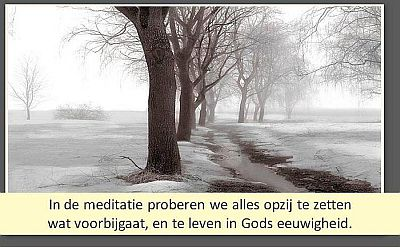 In de meditatie proberen we alles opzij te zetten
wat voorbijgaat, en te leven in Gods eeuwigheid.